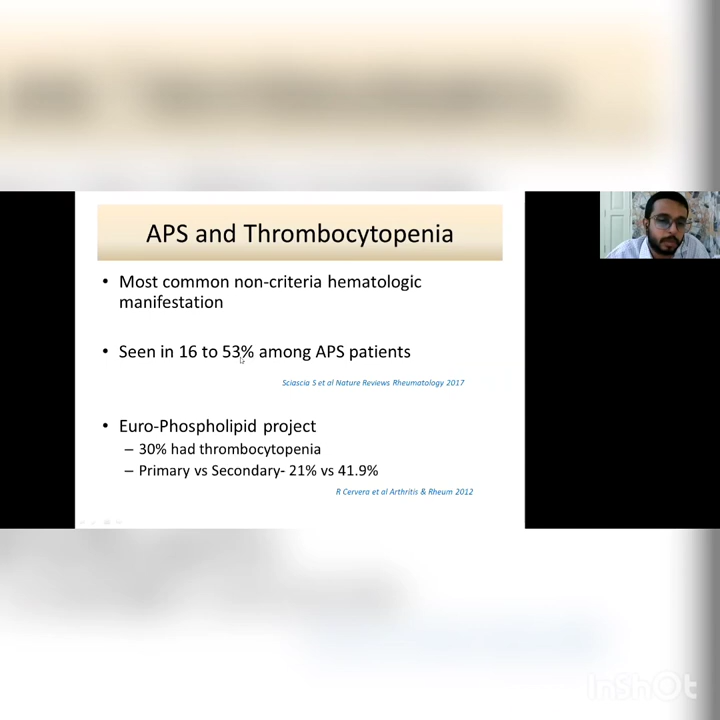 APS and Thrombocytopenia
• Most common non-criteria hematologic
manifestation
• Seen in 16 to 53% among APS patients
Sciascia S et al Nature Reviews Rheumatology 2017
• Euro-Phospholipid project
– 30% had thrombocytopenia
– Primary vs Secondary- 21% vs 41.9%
R Cervera et al Arthritis & Rheum 2012
InShOt